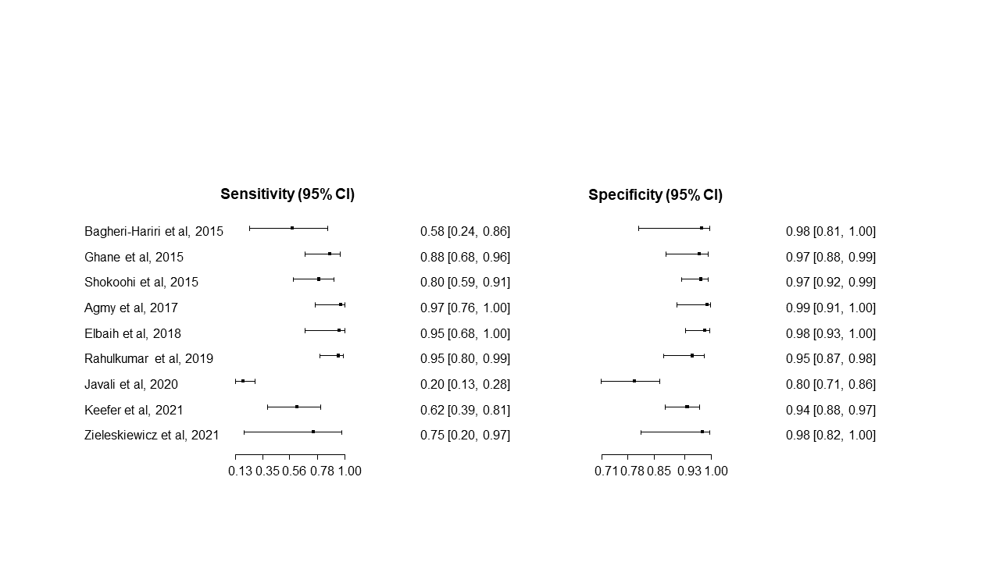 Sensitivity (95% CI) Specificity (95% CI)
Bagheri-Hariri et al, 2015 0.58 [0.24, 0.86] 0.98 [0.81, 1.00]
Ghane et al, 2015 0.88 [0.68, 0.96] 0.97 [0.88, 0.99]
Shokoohi et al, 2015 0.80 [0.59, 0.91] 0.97 [0.92, 0.99]
Agmy et al, 2017 0.97 [0.76, 1.00] 0.99 [0.91, 1.00]
Elbaih et al, 2018 0.95 [0.68, 1.00] 0.98 [0.93, 1.00]
Rahulkumar et al, 2019 0.95 [0.80, 0.99] 0.95 [0.87, 0.98]
Javali et al, 2020 0.20 [0.13, 0.28] 0.80 [0.71, 0.86]
Keefer et al, 2021 0.62 [0.39, 0.81] 0.94 [0.88, 0.97]
Zieleskiewicz et al, 2021 0.75 [0.20, 0.97] 0.98 [0.82, 1.00]
0.13 0.35 0.56 0.78 1.00 0.71 0.78 0.85 0.93 1.00